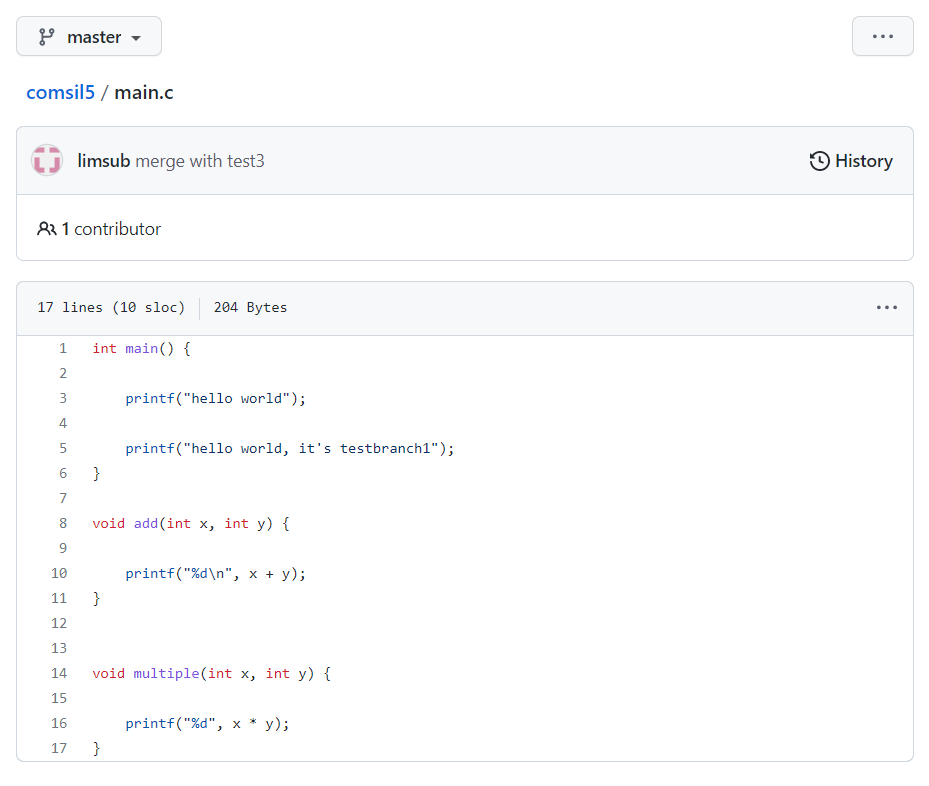 master
comsil5 / main.c
limsub merge with test3 History
1 contributor
17 lines (10 sloc) 204 Bytes
1 int main() {
2
3     printf("hello world");
4
5     printf("hello world, it's testbranch1");
6 }
7
8 void add(int x, int y) {
9
10     printf("%d\n", x + y);
11 }
12
13
14 void multiple(int x, int y) {
15
16     printf("%d", x * y);
17 }